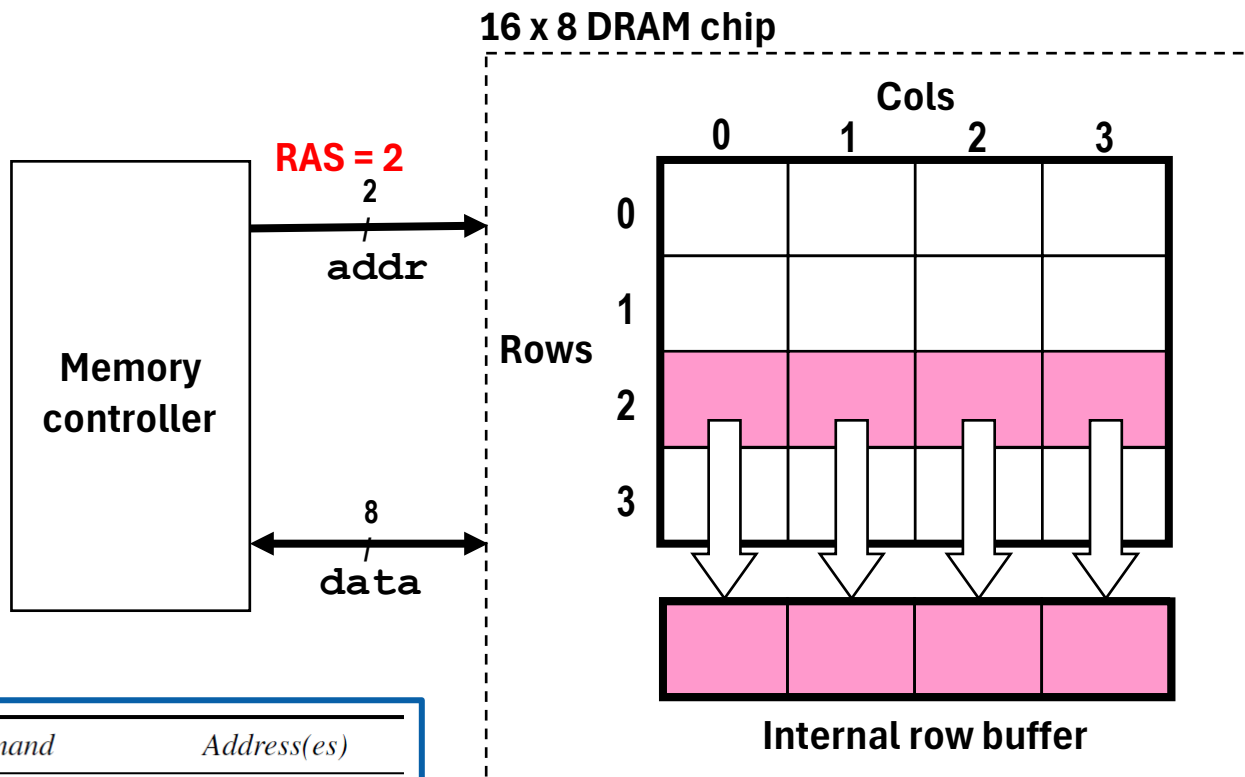 16 x 8 DRAM chip
Cols
0 1 2 3
RAS = 2
2
addr
Memory
controller
Rows
0
1
2
3
8
data
Internal row buffer
Address(es)